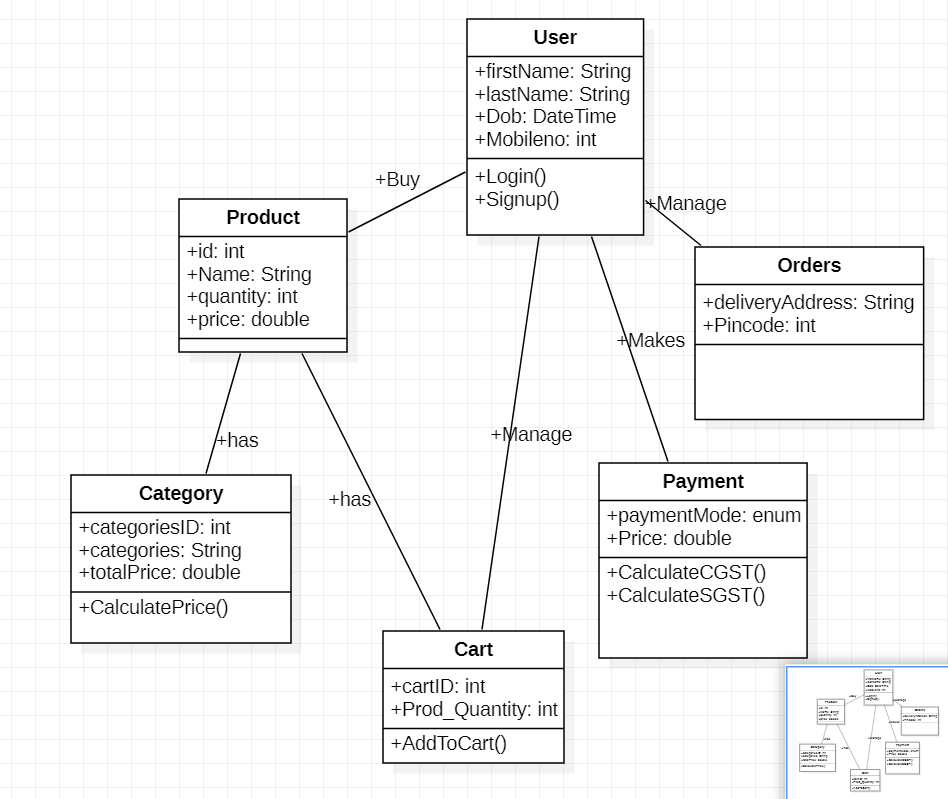 User
+firstName: String
+lastName: String
+Dob: DateTime
+Mobileno: int
+Login()
+Signup()
+Buy
+Manage
Product
+id: int
+Name: String
+quantity: int
+price: double
Orders
+deliveryAddress: String
+Pincode: int
+Makes
+has
+Manage
+has
Category
+categoriesID: int
+categories: String
+totalPrice: double
+CalculatePrice()
Payment
+paymentMode: enum
+Price: double
+CalculateCGST()
+CalculateSGST()
Cart
+cartID: int
+Prod_Quantity: int
+AddToCart()